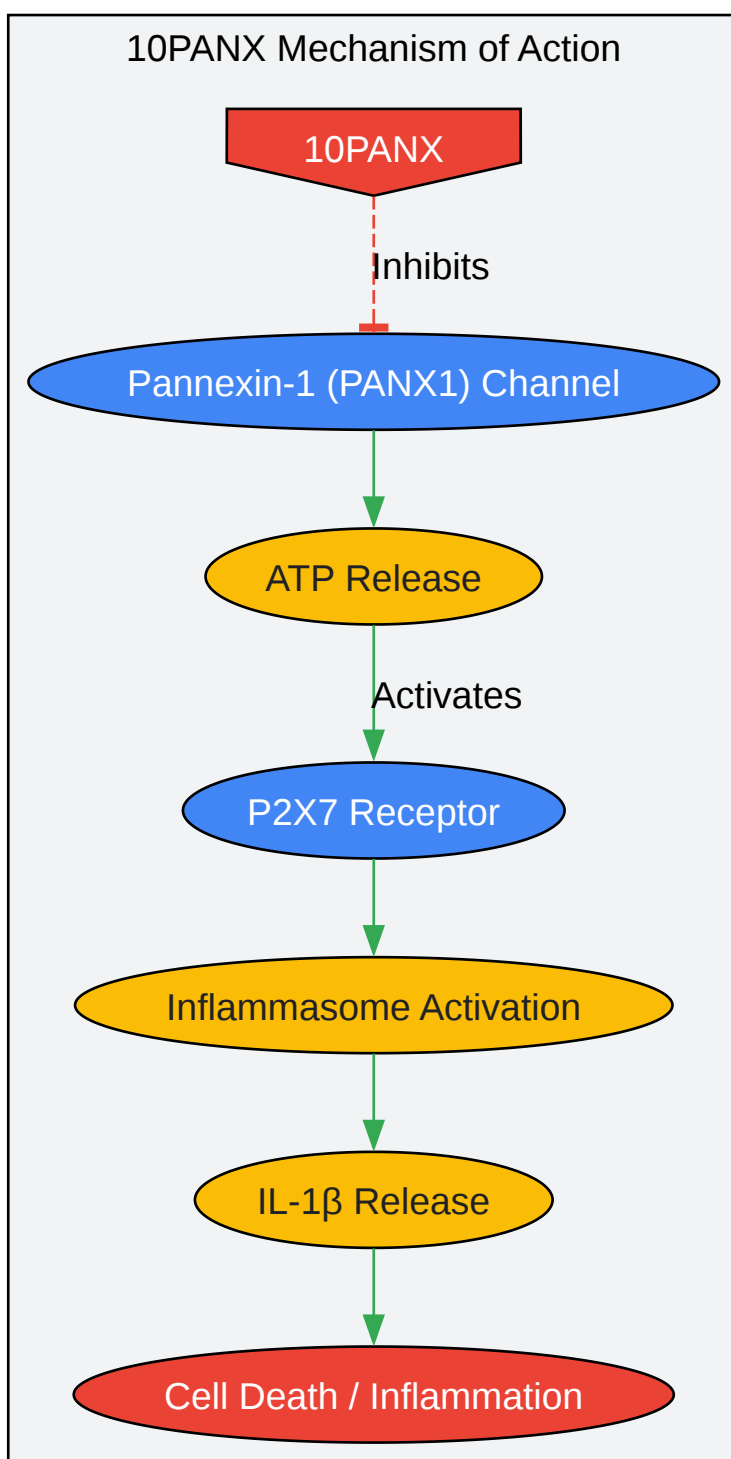 10PANX Mechanism of Action
10PANX
Inhibits
Pannexin-1 (PANX1) Channel
ATP Release
Activates
P2X7 Receptor
Inflammasome Activation
IL-1β Release
Cell Death / Inflammation